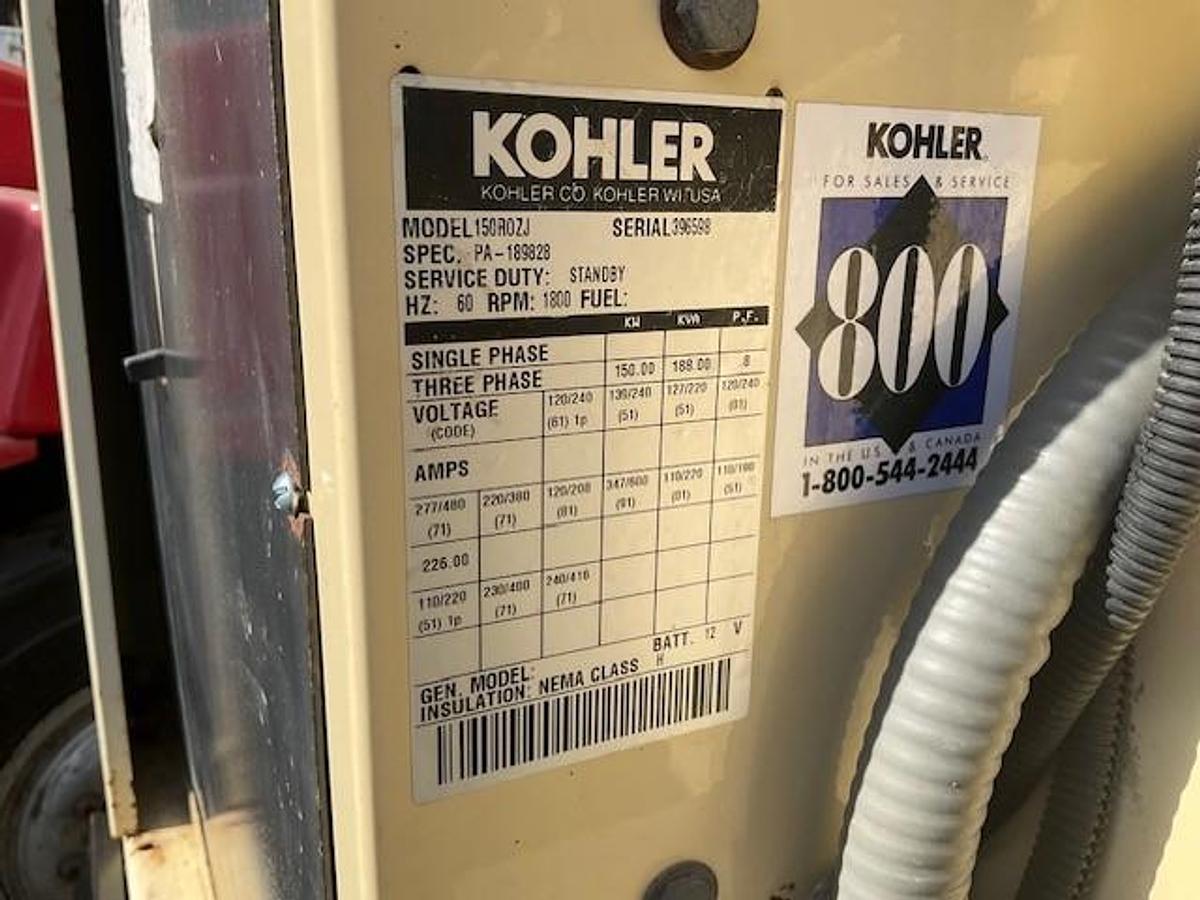 KOHLER
KOHLER CO. KOHLER WI USA
MODEL 150ROZJ SERIAL 396598
SPEC. PA-189828
SERVICE DUTY: STANDBY
HZ: 60 RPM: 1800 FUEL:
KW KVA P.F.
SINGLE PHASE
THREE PHASE 150.00 188.00 .8
VOLTAGE 120/240 139/240 127/220 120/240
(CODE) (61) 1p (51) (51) (81)
AMPS
277/480 220/380 120/208 347/600 110/220 110/190
(71) (71) (81) (91) (81) (51)
226.00
110/220 230/400 240/416
(51) 1p (71) (71)
BATT. 12 V
GEN. MODEL:
INSULATION: NEMA CLASS H
KOHLER
FOR SALES & SERVICE
800
IN THE U.S. & CANADA
1-800-544-2444